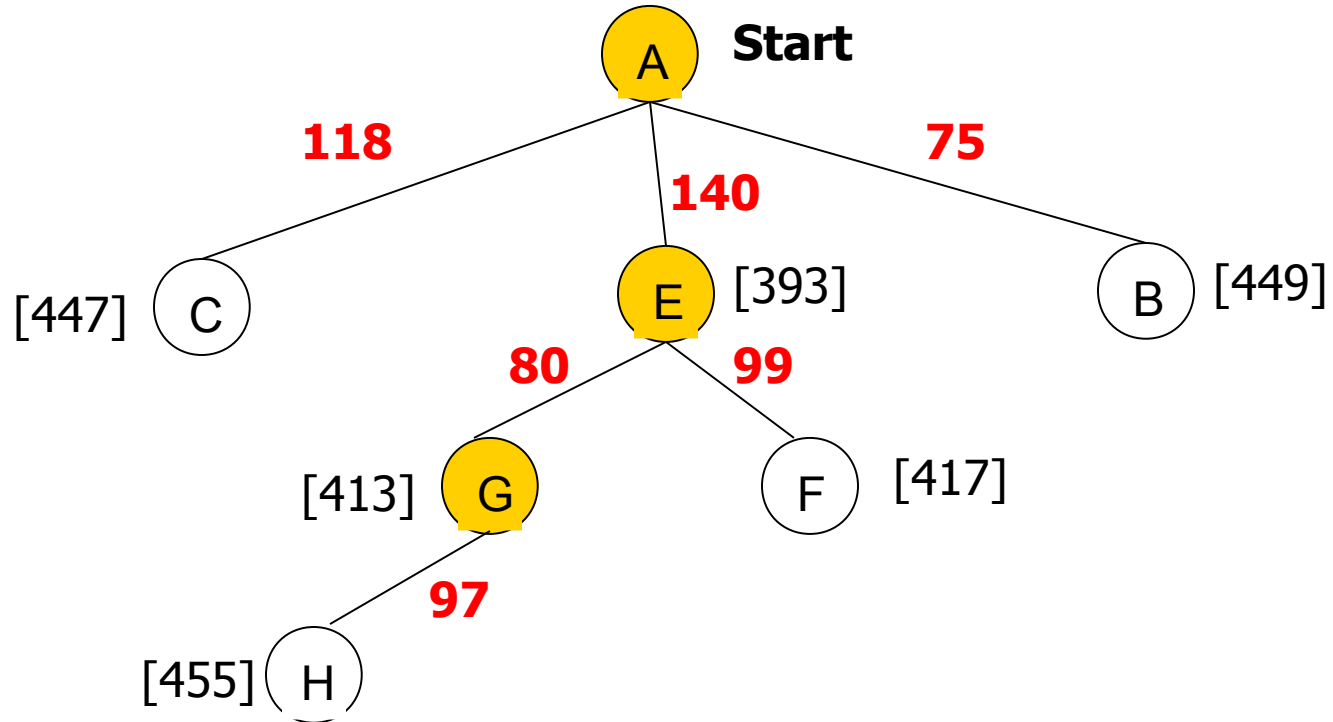 A Start
118
75
140
[447] C
E [393]
B [449]
80
99
[413] G
F [417]
97
[455] H